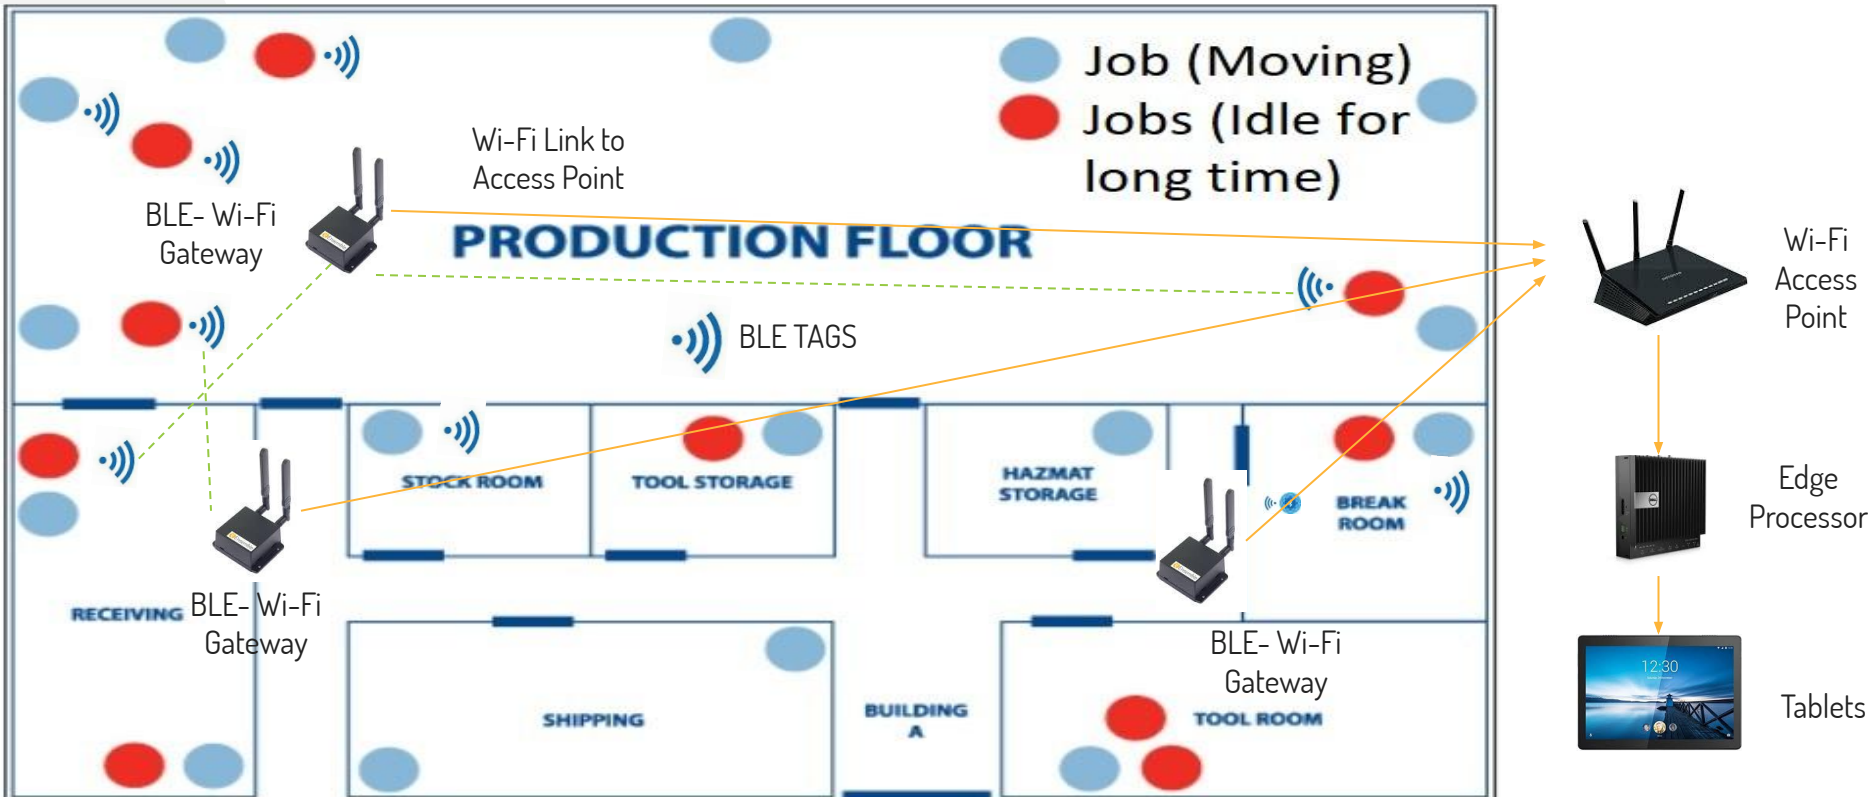 Job (Moving)
Jobs (Idle for
long time)
Wi-Fi Link to
Access Point
BLE- Wi-Fi
Gateway
PRODUCTION FLOOR
Wi-Fi
Access
Point
BLE TAGS
STOCK ROOM
TOOL STORAGE
HAZMAT
STORAGE
BREAK
ROOM
Edge
Processor
RECEIVING
BLE- Wi-Fi
Gateway
BLE- Wi-Fi
Gateway
SHIPPING
BUILDING
A
TOOL ROOM
12:30
Tablets